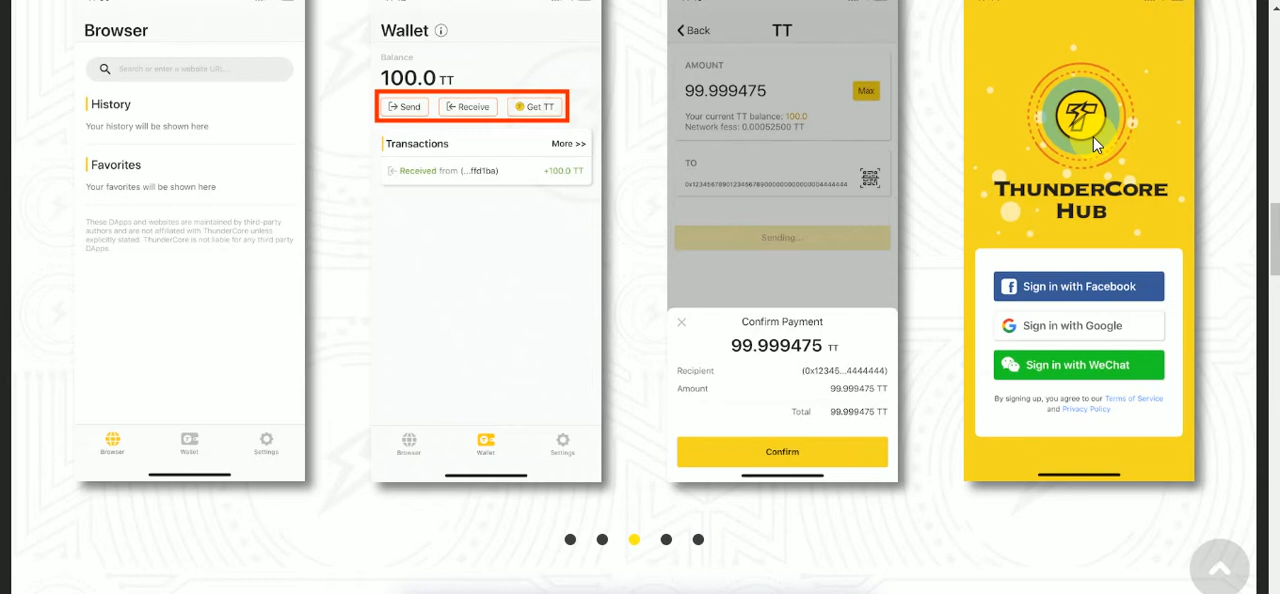 Browser
Search or enter a website URL...
History
Your history will be shown here
Favorites
Your favorites will be shown here
These DApps and websites are maintained by third-party
authors and are not affiliated with ThunderCore unless
explicitly stated. ThunderCore is not liable for any third party
DApps.
Browser
Wallet
Settings
Wallet
Balance
100.0 TT
Send
Receive
Get TT
Transactions
More >>
Received from (...ffd1ba)
+100.0 TT
Browser
Wallet
Settings
Back
TT
AMOUNT
99.999475
Max
Your current TT balance: 100.0
Network fess: 0.00052500 TT
TO
Sending...
Confirm Payment
99.999475 TT
Recipient
(0x12345...4444444)
Amount
99.999475 TT
Total
99.999475 TT
Confirm
THUNDERCORE
HUB
Sign in with Facebook
Sign in with Google
Sign in with WeChat
By signing up, you agree to our Terms of Service
and Privacy Policy